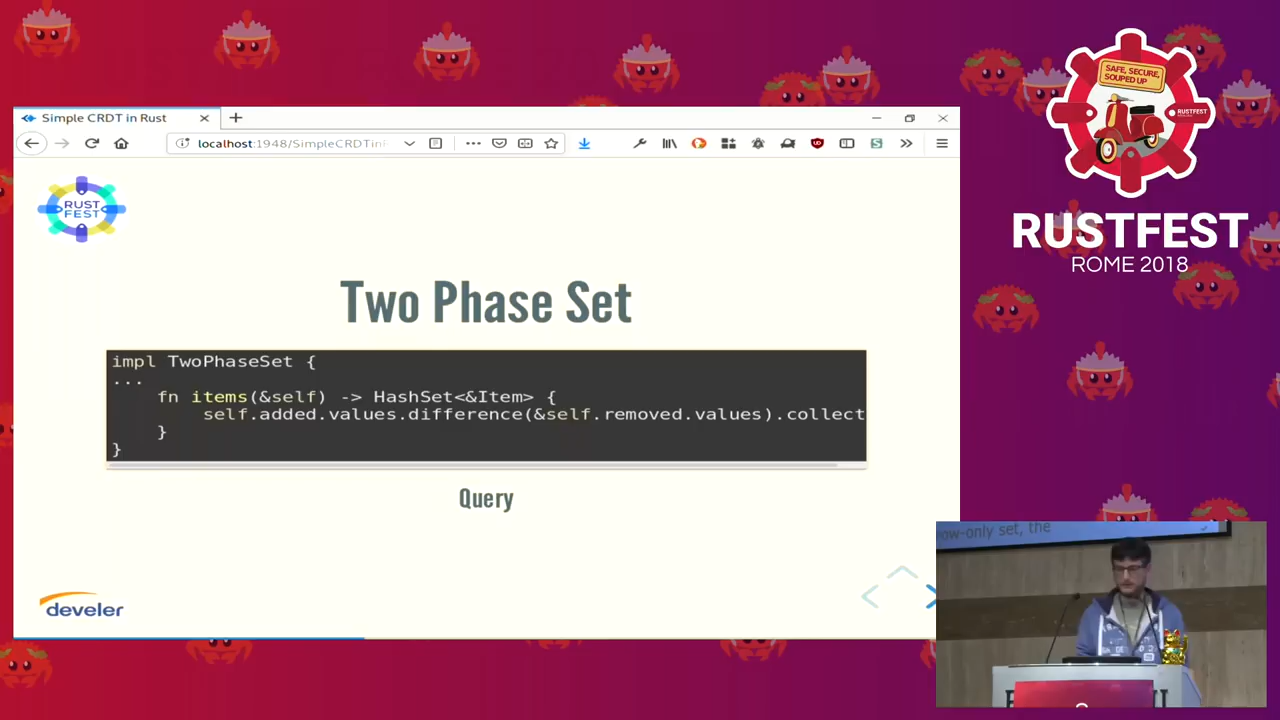 SAFE, SECURE,
SOUPED UP
RUSTFEST
RUSTFEST
ROME 2018
Simple CRDT in Rust
localhost:1948/SimpleCRDTinF
RUST
FEST
Two Phase Set
impl TwoPhaseSet {
...
fn items(&self) -> HashSet<&Item> {
self.added.values.difference(&self.removed.values).collect
}
}
Query
develer
ow-only set, the